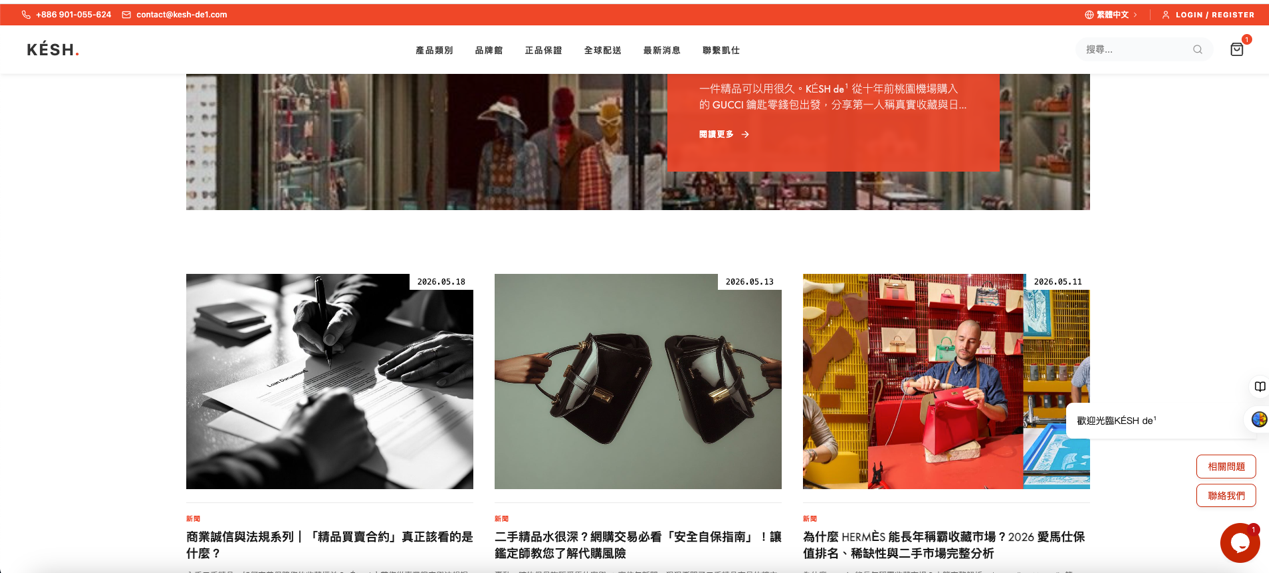 +886 901-055-624
contact@kesh-de1.com
繁體中文
LOGIN / REGISTER
KÉSH.
產品類別
品牌館
正品保證
全球配送
最新消息
聯繫凱仕
搜尋...
1
一件精品可以用很久。KÉSH de¹ 從十年前桃園機場購入
的 GUCCI 鑰匙零錢包出發，分享第一人稱真實收藏與日...
閱讀更多
2026.05.18
2026.05.13
2026.05.11
Loan Document
歡迎光臨KÉSH de¹
相關問題
聯絡我們
1
新聞
商業誠信與法規系列｜「精品買賣合約」真正該看的是
什麼？
新聞
二手精品水很深？網購交易必看「安全自保指南」！讓
鑑定師教您了解代購風險
新聞
為什麼 HERMÈS 能長年稱霸收藏市場？2026 愛馬仕保
值排名、稀缺性與二手市場完整分析